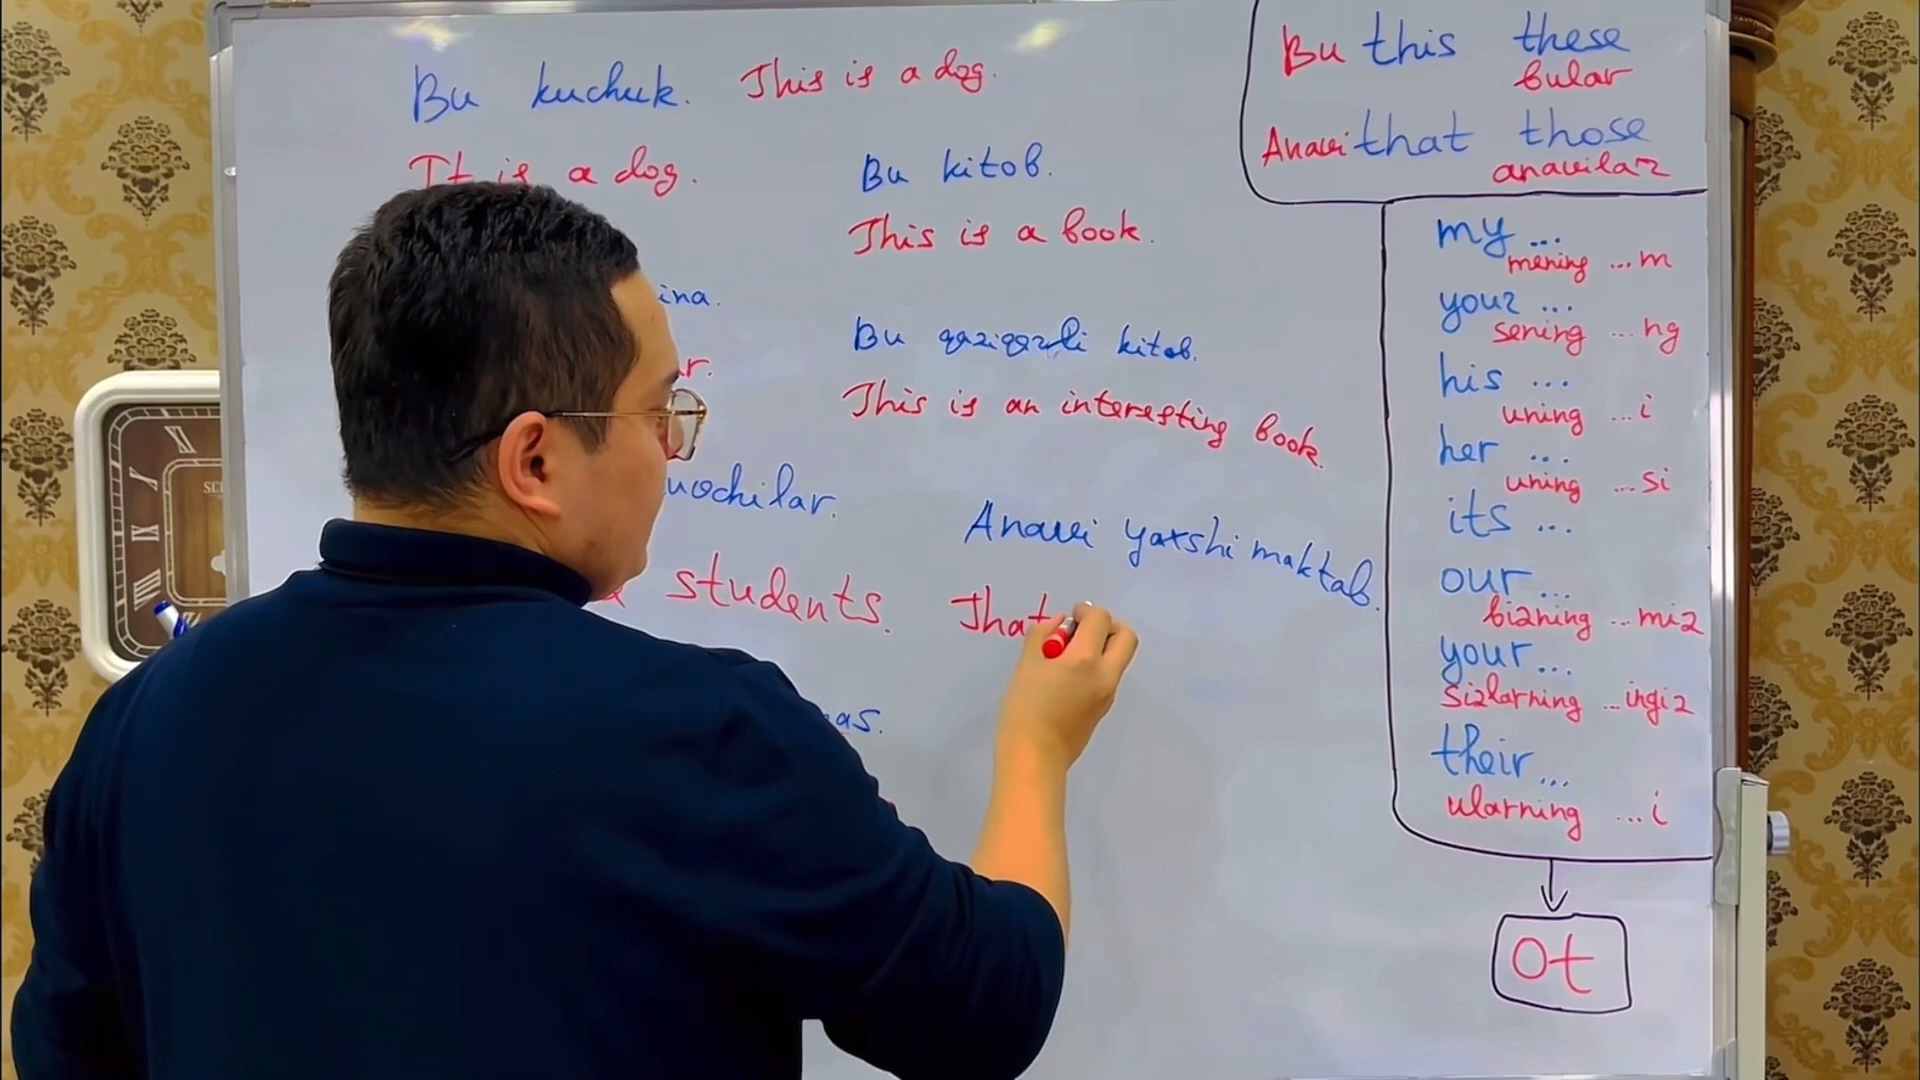 Bu kuchuk. This is a dog.
It is a dog.
ina.
r.
uvchilar.
students.
as.
Bu kitob.
This is a book.
Bu qiziqarli kitob.
This is an interesting book.
Anavi yaxshi maktab.
That
Bu this these
bular
Anavi that those
anavilar
my ...
mening ... m
your ...
sening ... ng
his ...
uning ... i
her ...
uning ... si
its ...
our ...
bizning ... miz
your ...
sizlarning ... ingiz
their ...
ularning ... i
Ot